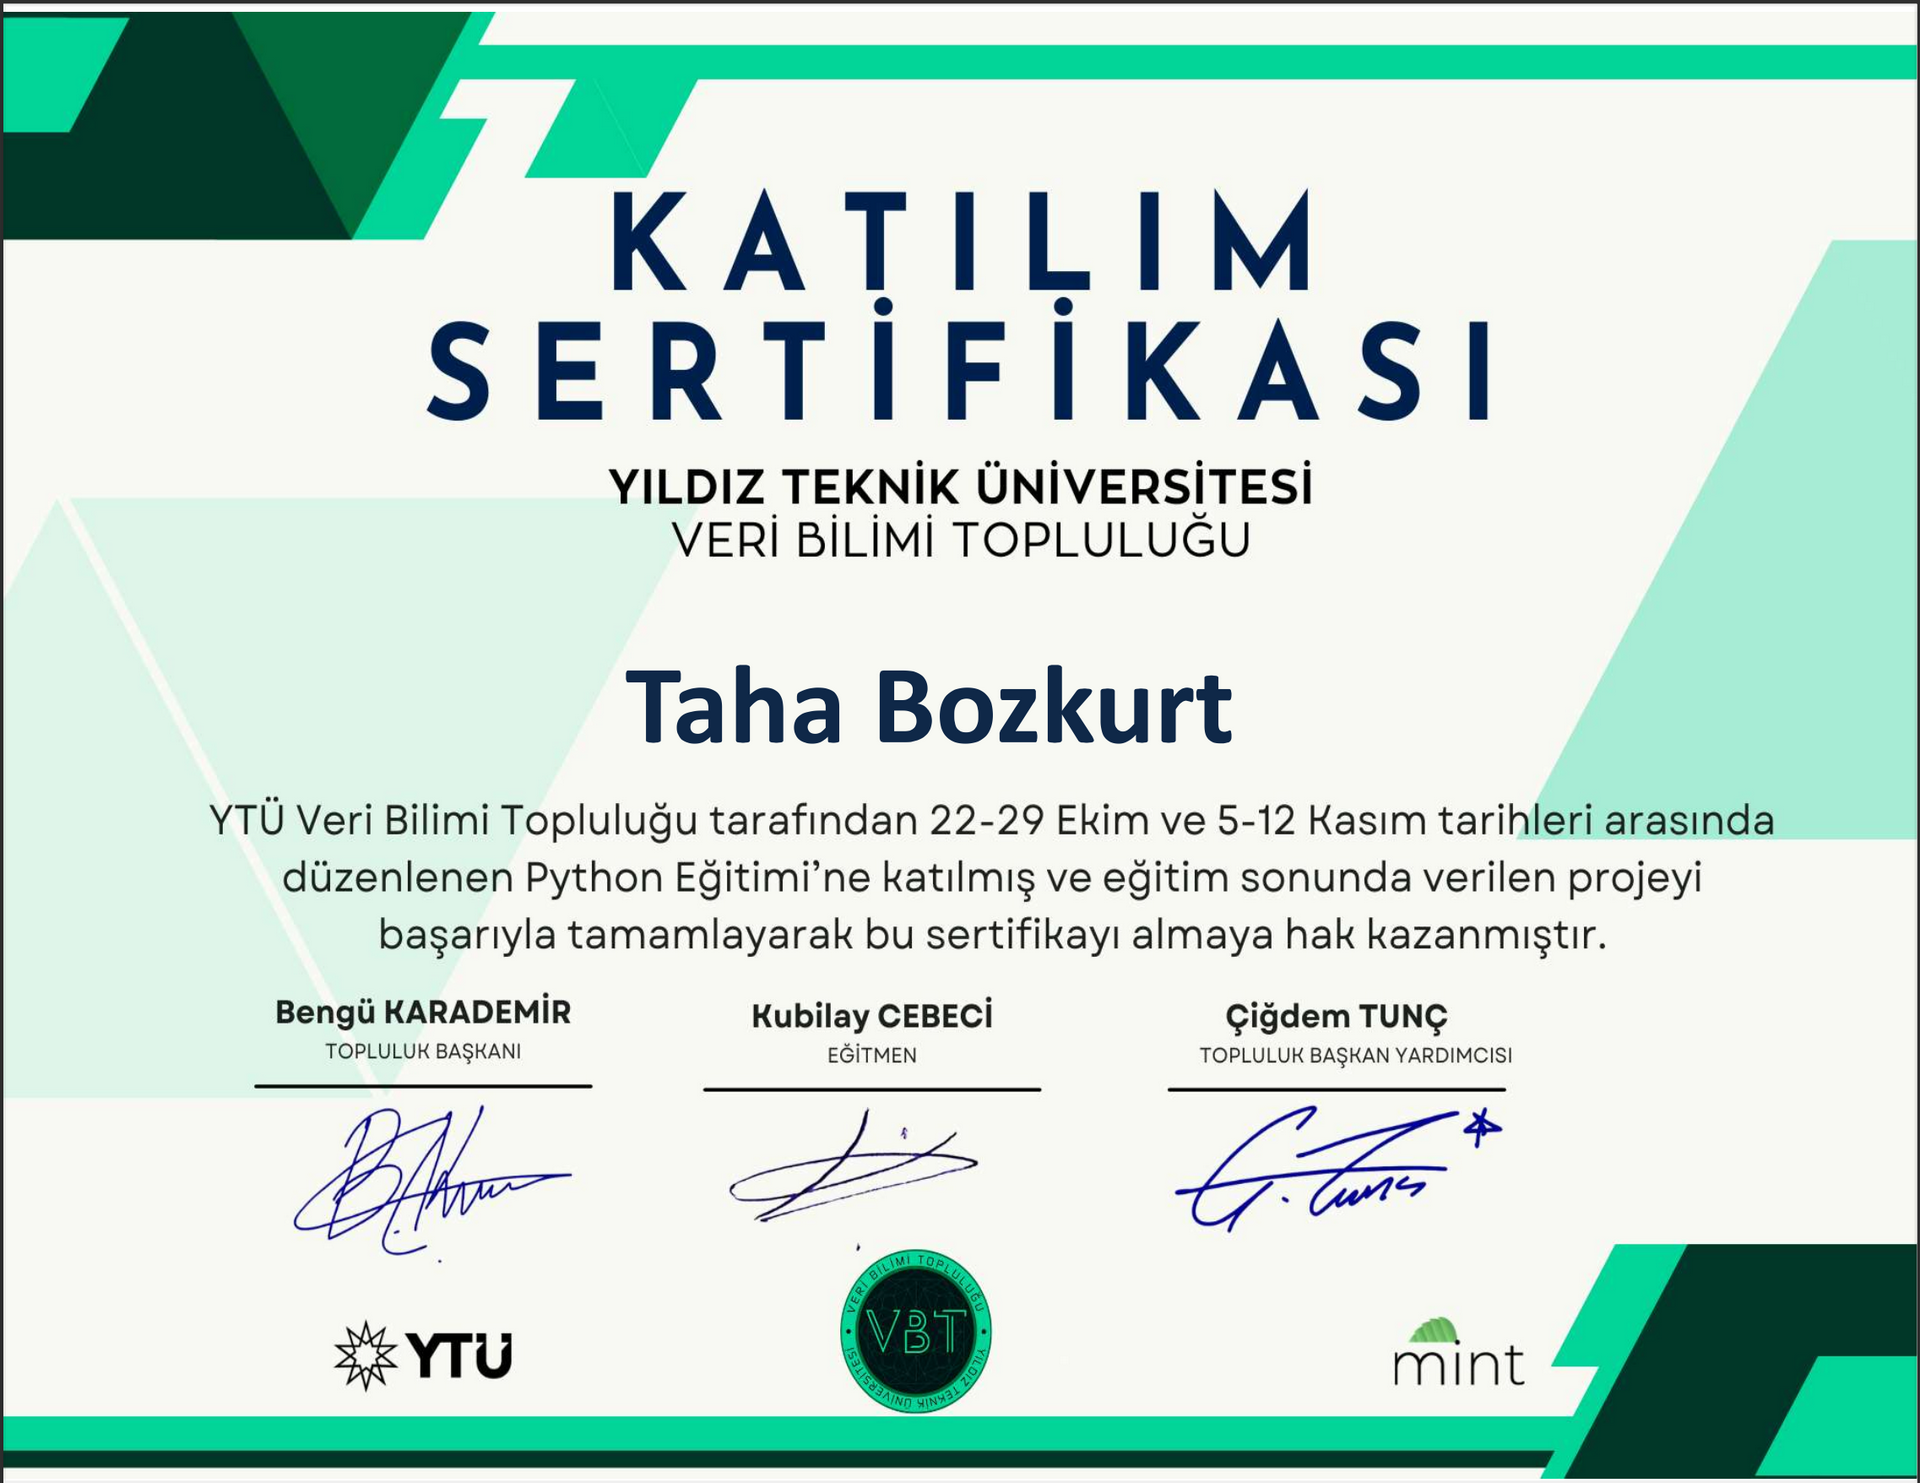 KATILIM
SERTİFİKASI
YILDIZ TEKNİK ÜNİVERSİTESİ
VERİ BİLİMİ TOPLULUĞU
Taha Bozkurt
YTÜ Veri Bilimi Topluluğu tarafından 22-29 Ekim ve 5-12 Kasım tarihleri arasında
düzenlenen Python Eğitimi’ne katılmış ve eğitim sonunda verilen projeyi
başarıyla tamamlayarak bu sertifikayı almaya hak kazanmıştır.
Bengü KARADEMİR
TOPLULUK BAŞKANI
Kubilay CEBECİ
EĞİTMEN
Çiğdem TUNÇ
TOPLULUK BAŞKAN YARDIMCISI
YTÜ
VERİ BİLİMİ TOPLULUĞU
VBT
YILDIZ TEKNİK ÜNİVERSİTESİ
mint